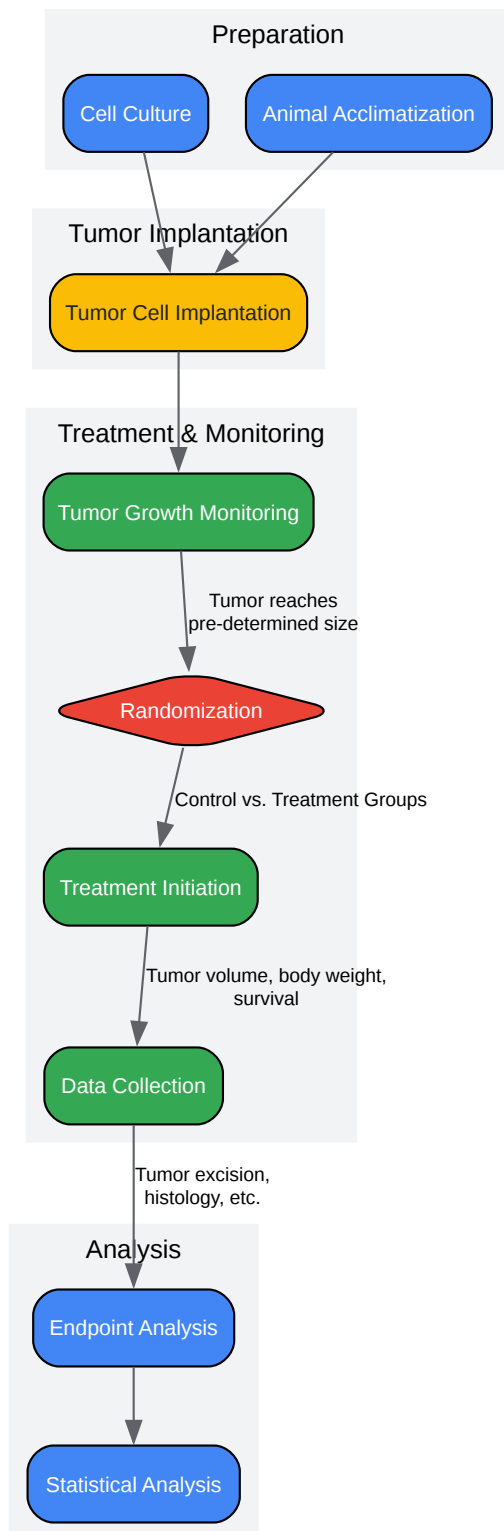 Preparation
Cell Culture
Animal Acclimatization
Tumor Implantation
Tumor Cell Implantation
Treatment & Monitoring
Tumor Growth Monitoring
Tumor reaches
pre-determined size
Randomization
Control vs. Treatment Groups
Treatment Initiation
Tumor volume, body weight,
survival
Data Collection
Tumor excision,
histology, etc.
Analysis
Endpoint Analysis
Statistical Analysis